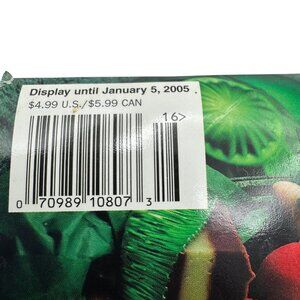 Display until January 5, 2005
$4.99 U.S./$5.99 CAN
16>
0 70989 10807 3